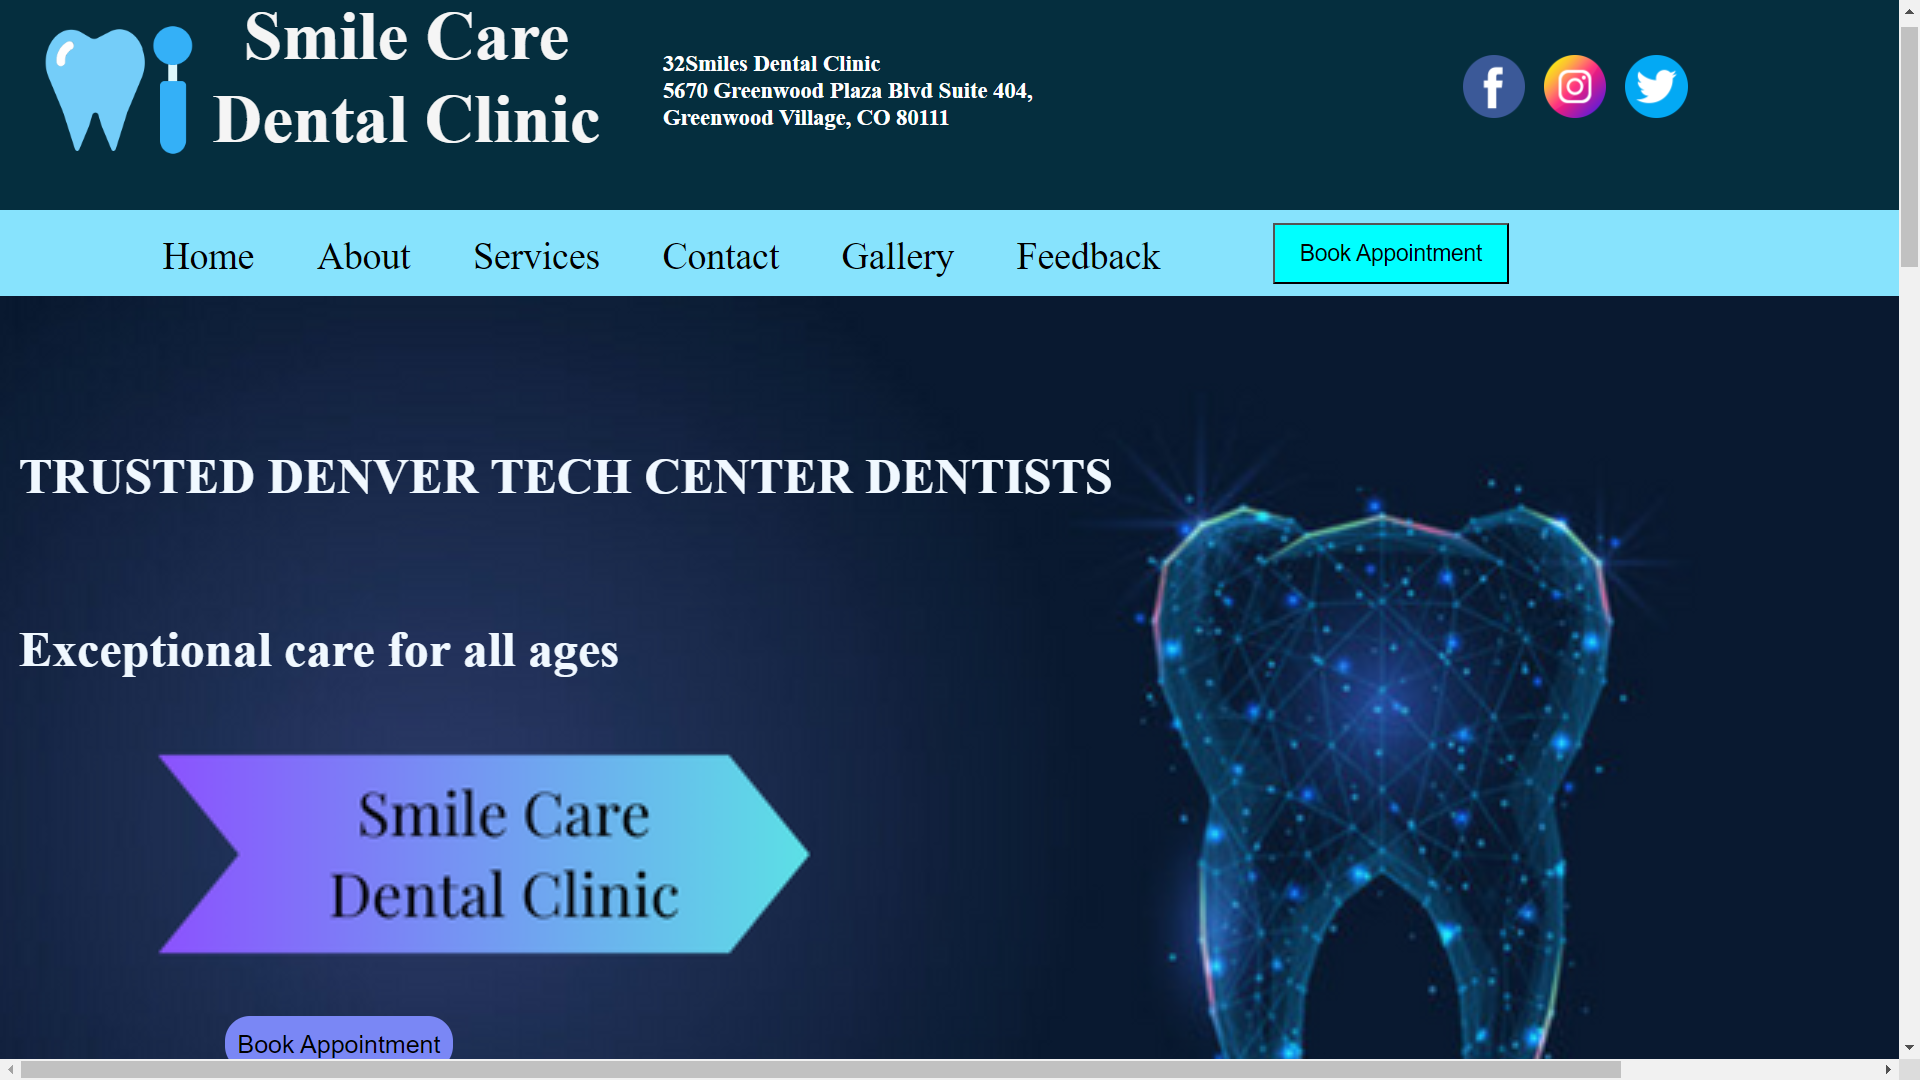 Smile Care
Dental Clinic
32Smiles Dental Clinic
5670 Greenwood Plaza Blvd Suite 404,
Greenwood Village, CO 80111
Home About Services Contact Gallery Feedback Book Appointment
TRUSTED DENVER TECH CENTER DENTISTS
Exceptional care for all ages
Smile Care
Dental Clinic
Book Appointment